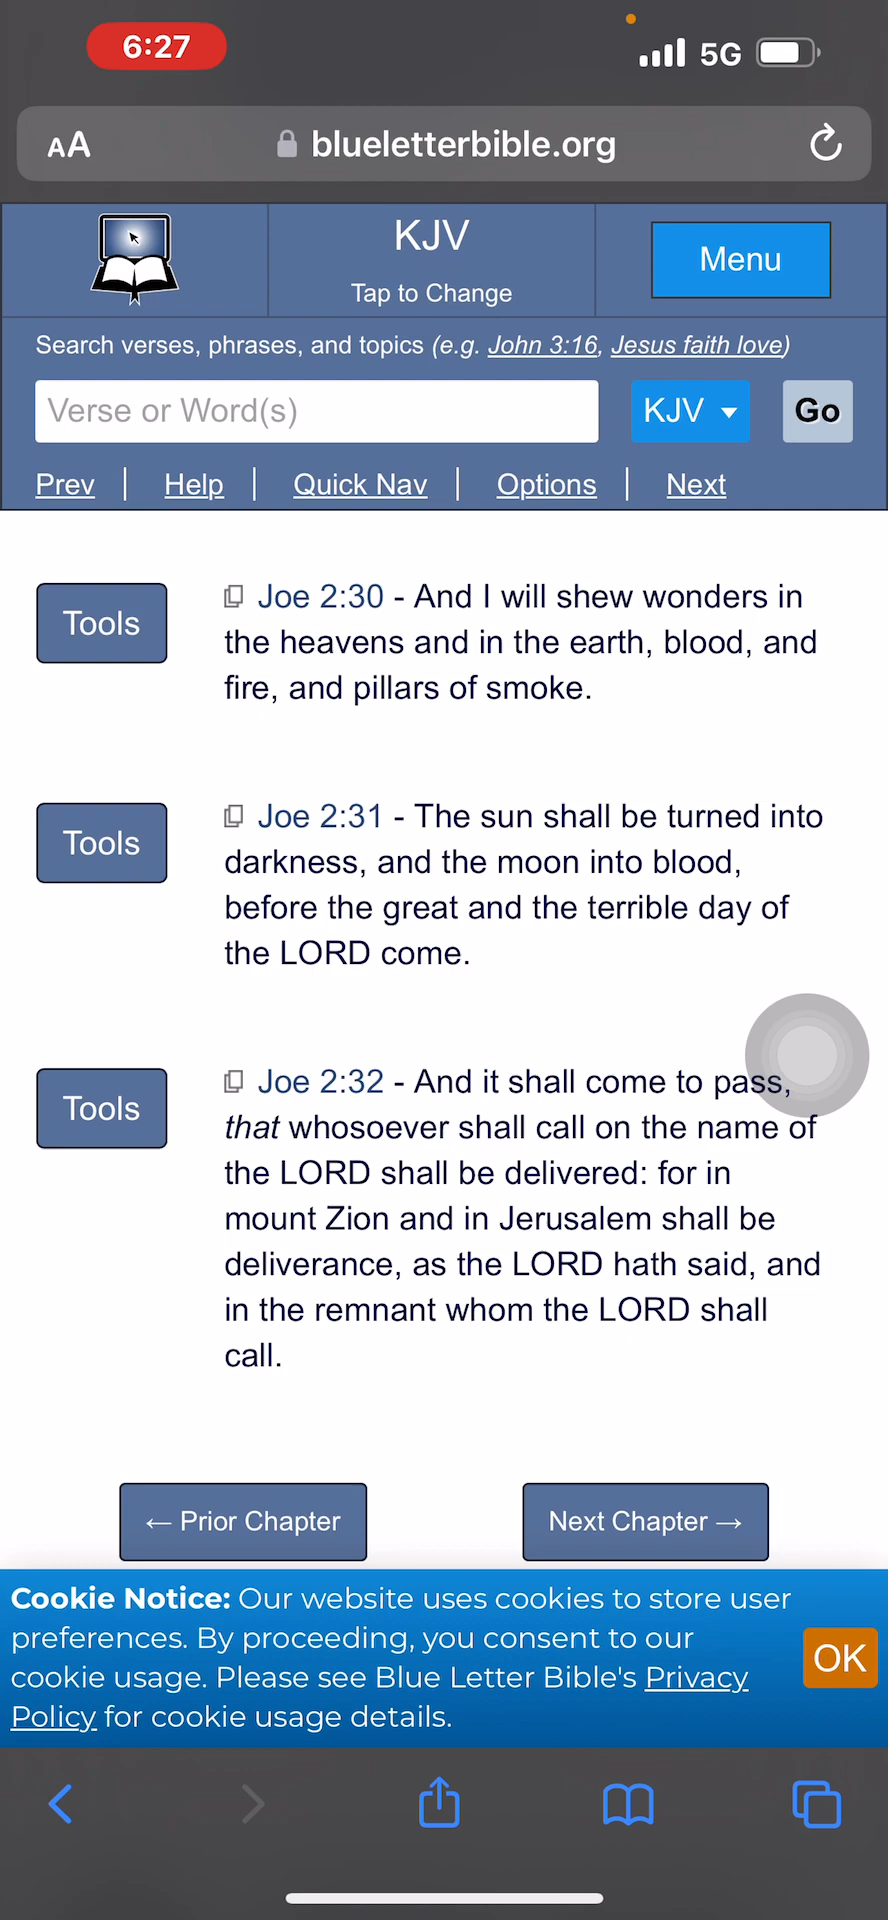 6:27
5G
AA
blueletterbible.org
KJV
Tap to Change
Menu
Search verses, phrases, and topics (e.g. John 3:16, Jesus faith love)
Verse or Word(s)
KJV
Go
Prev | Help | Quick Nav | Options | Next
Tools
Joe 2:30 - And I will shew wonders in
the heavens and in the earth, blood, and
fire, and pillars of smoke.
Tools
Joe 2:31 - The sun shall be turned into
darkness, and the moon into blood,
before the great and the terrible day of
the LORD come.
Tools
Joe 2:32 - And it shall come to pass,
that whosoever shall call on the name of
the LORD shall be delivered: for in
mount Zion and in Jerusalem shall be
deliverance, as the LORD hath said, and
in the remnant whom the LORD shall
call.
← Prior Chapter
Next Chapter →
Cookie Notice: Our website uses cookies to store user
preferences. By proceeding, you consent to our
cookie usage. Please see Blue Letter Bible's Privacy
Policy for cookie usage details.
OK